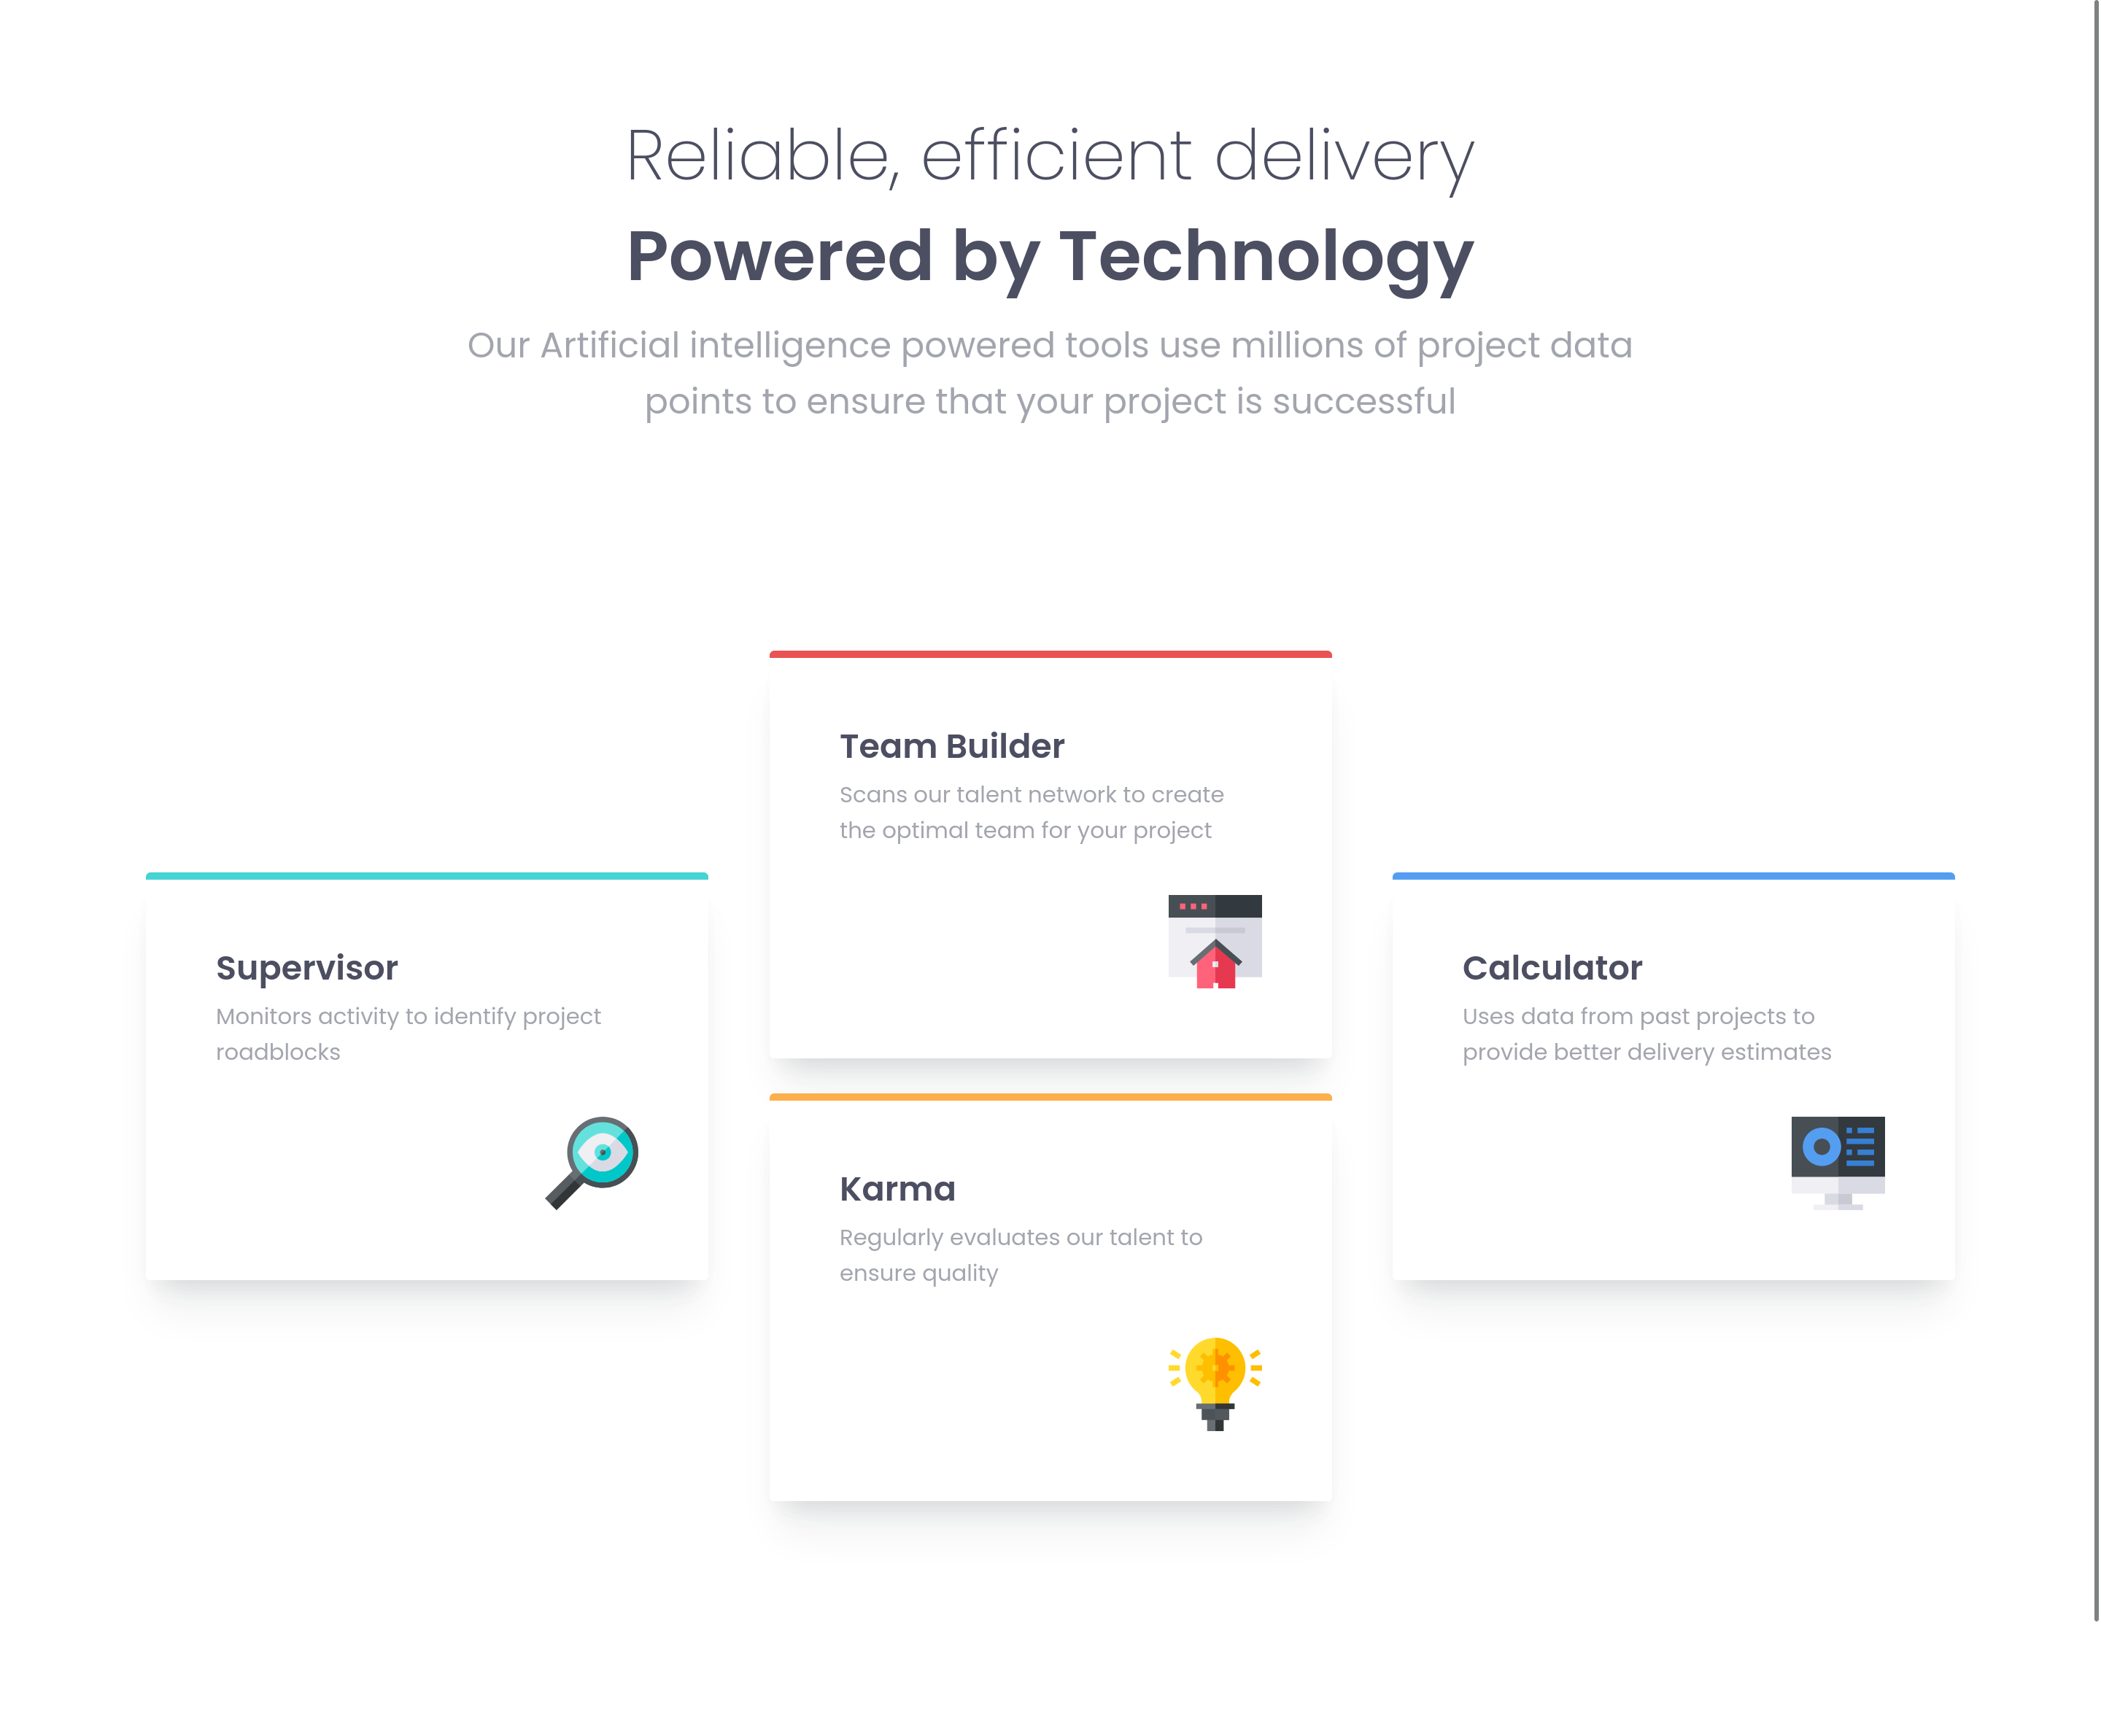 Reliable, efficient delivery
Powered by Technology
Our Artificial intelligence powered tools use millions of project data
points to ensure that your project is successful
Supervisor
Monitors activity to identify project
roadblocks
Team Builder
Scans our talent network to create
the optimal team for your project
Karma
Regularly evaluates our talent to
ensure quality
Calculator
Uses data from past projects to
provide better delivery estimates